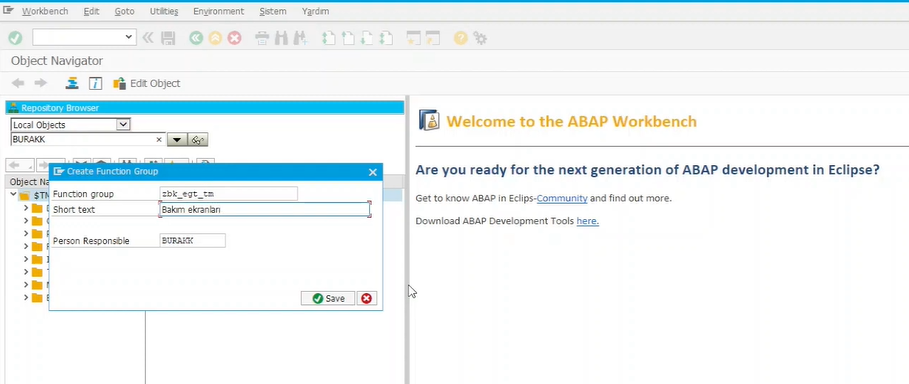 Workbench Edit Goto Utilities Environment Sistem Yardım
Object Navigator
Edit Object
Repository Browser
Local Objects
BURAKK
Object Na
$TM
Create Function Group
Function group zbk_egt_tm
Short text Bakım ekranları
Person Responsible BURAKK
Save
Welcome to the ABAP Workbench
Are you ready for the next generation of ABAP development in Eclipse?
Get to know ABAP in Eclips-Community and find out more.
Download ABAP Development Tools here.